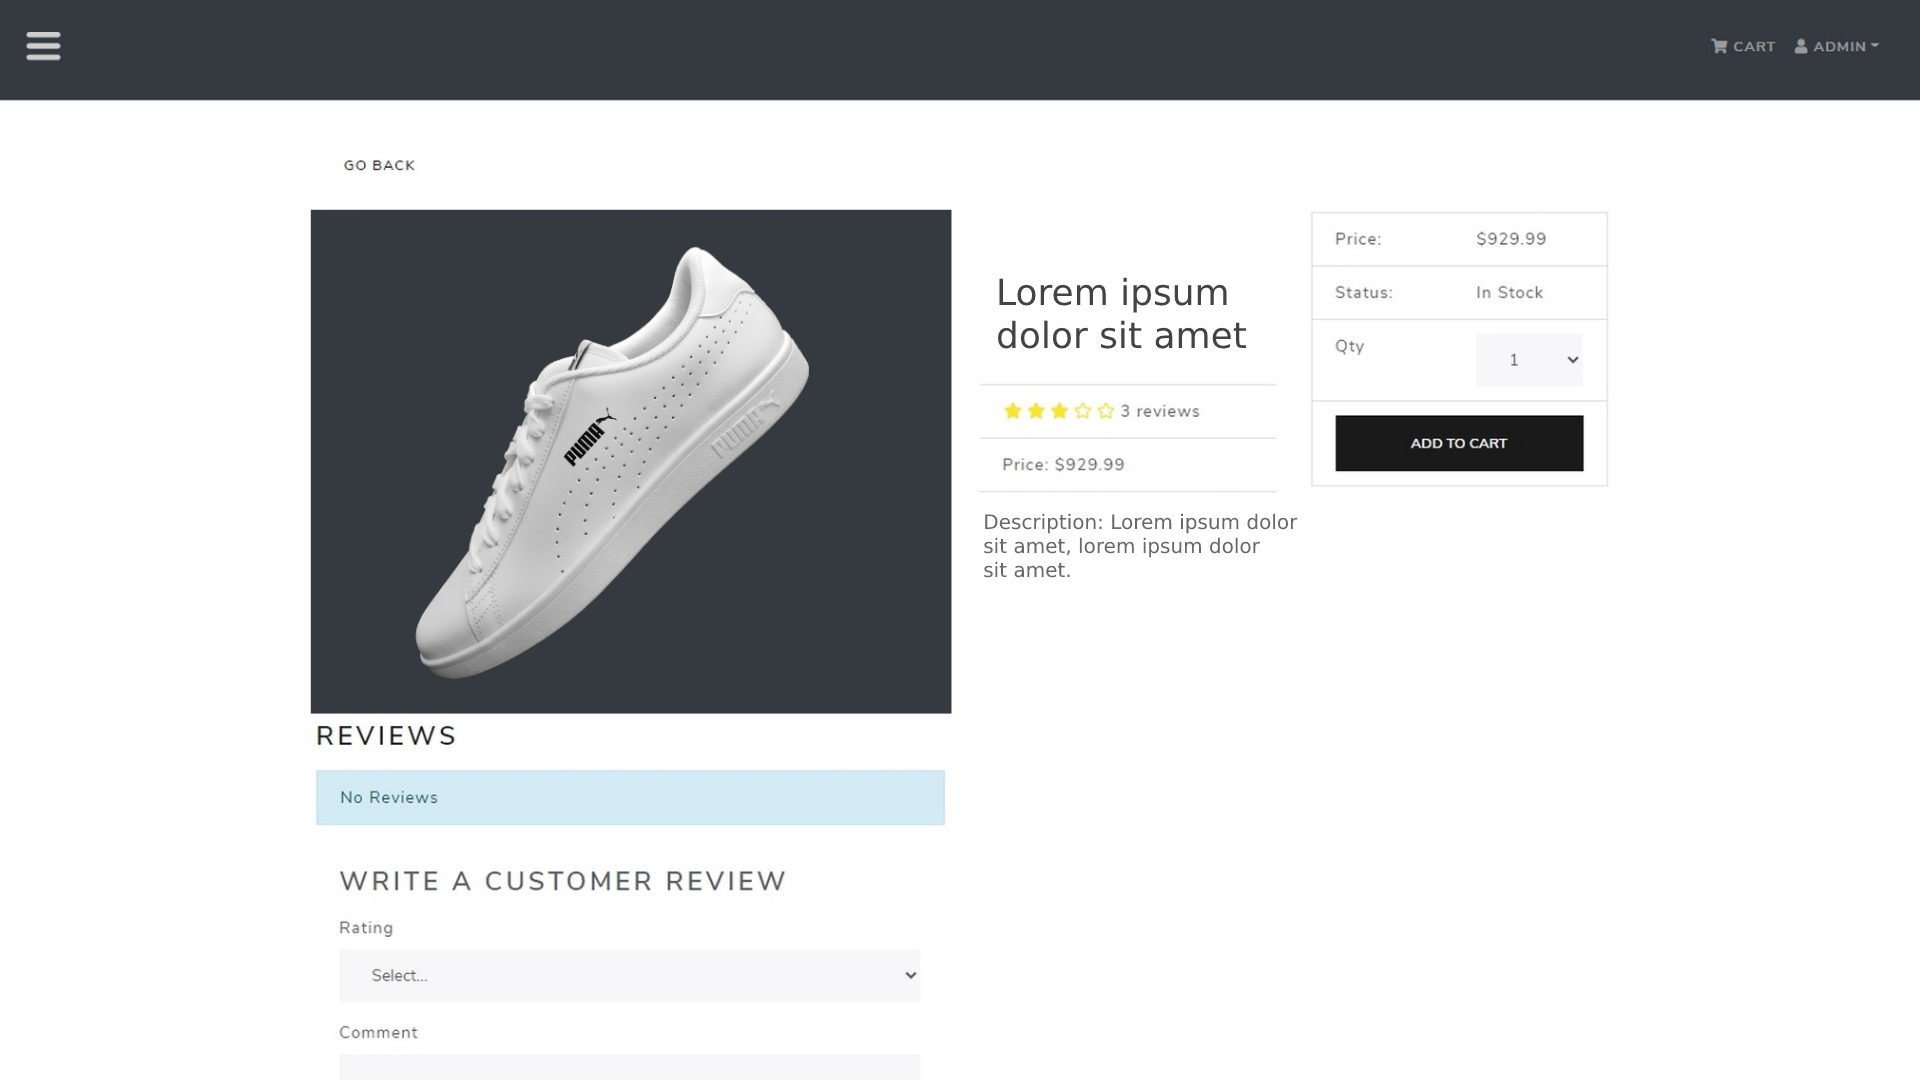 CART
ADMIN
GO BACK
PUMA
PUMA
Lorem ipsum
dolor sit amet
3 reviews
Price: $929.99
Description: Lorem ipsum dolor
sit amet, lorem ipsum dolor
sit amet.
Price: $929.99
Status: In Stock
Qty 1
ADD TO CART
REVIEWS
No Reviews
WRITE A CUSTOMER REVIEW
Rating
Select...
Comment